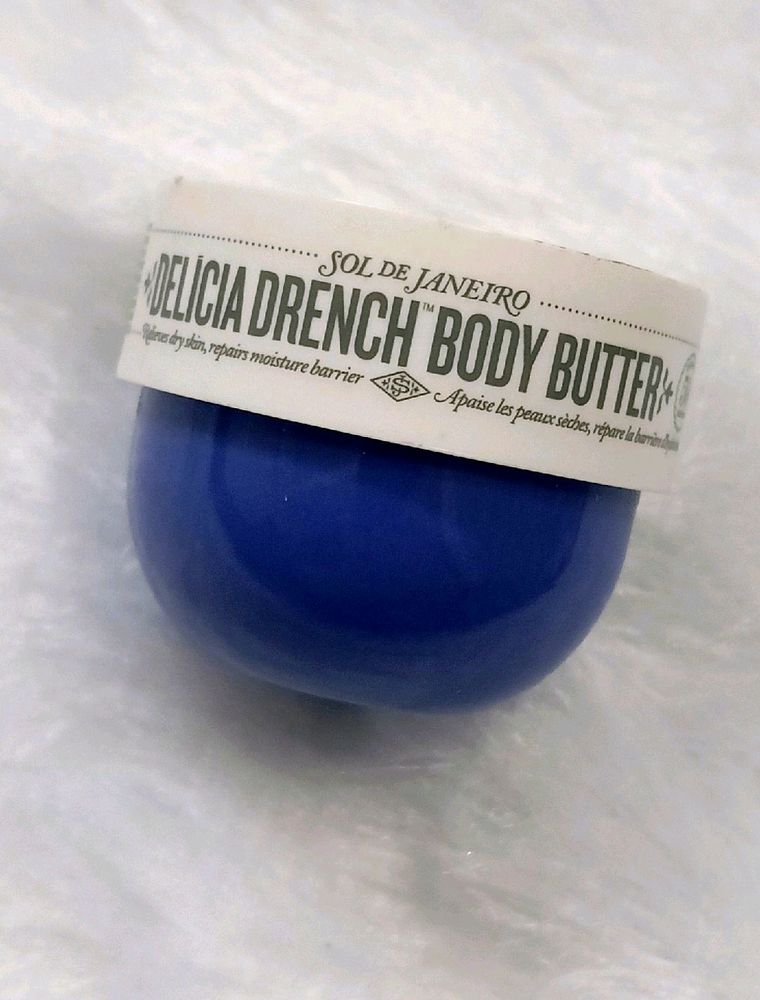 SOL DE JANEIRO
DELÍCIA DRENCH™ BODY BUTTER
Relieves dry skin, repairs moisture barrier
Apaise les peaux sèches, répare la barrière